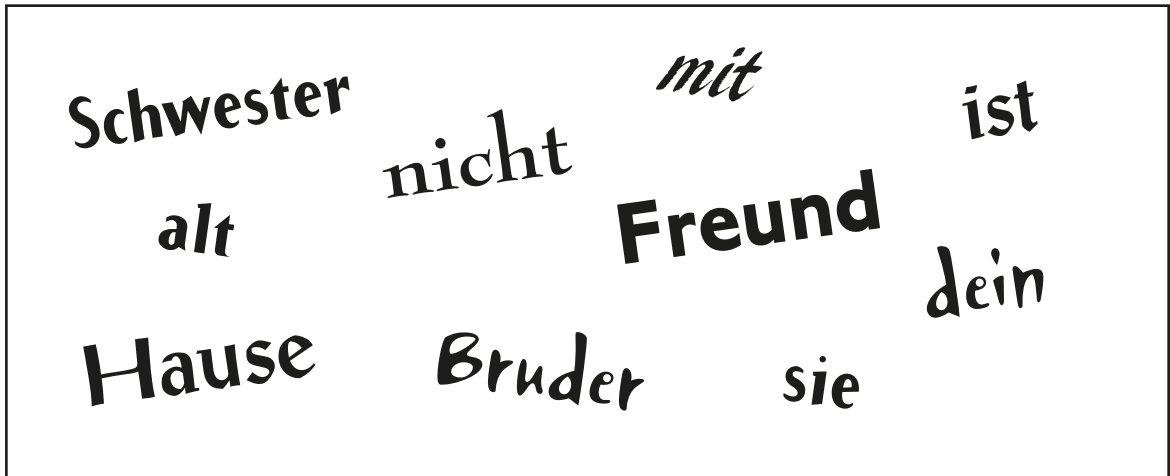 Schwester
mit
ist
nicht
alt
Freund
dein
Hause
Bruder
sie